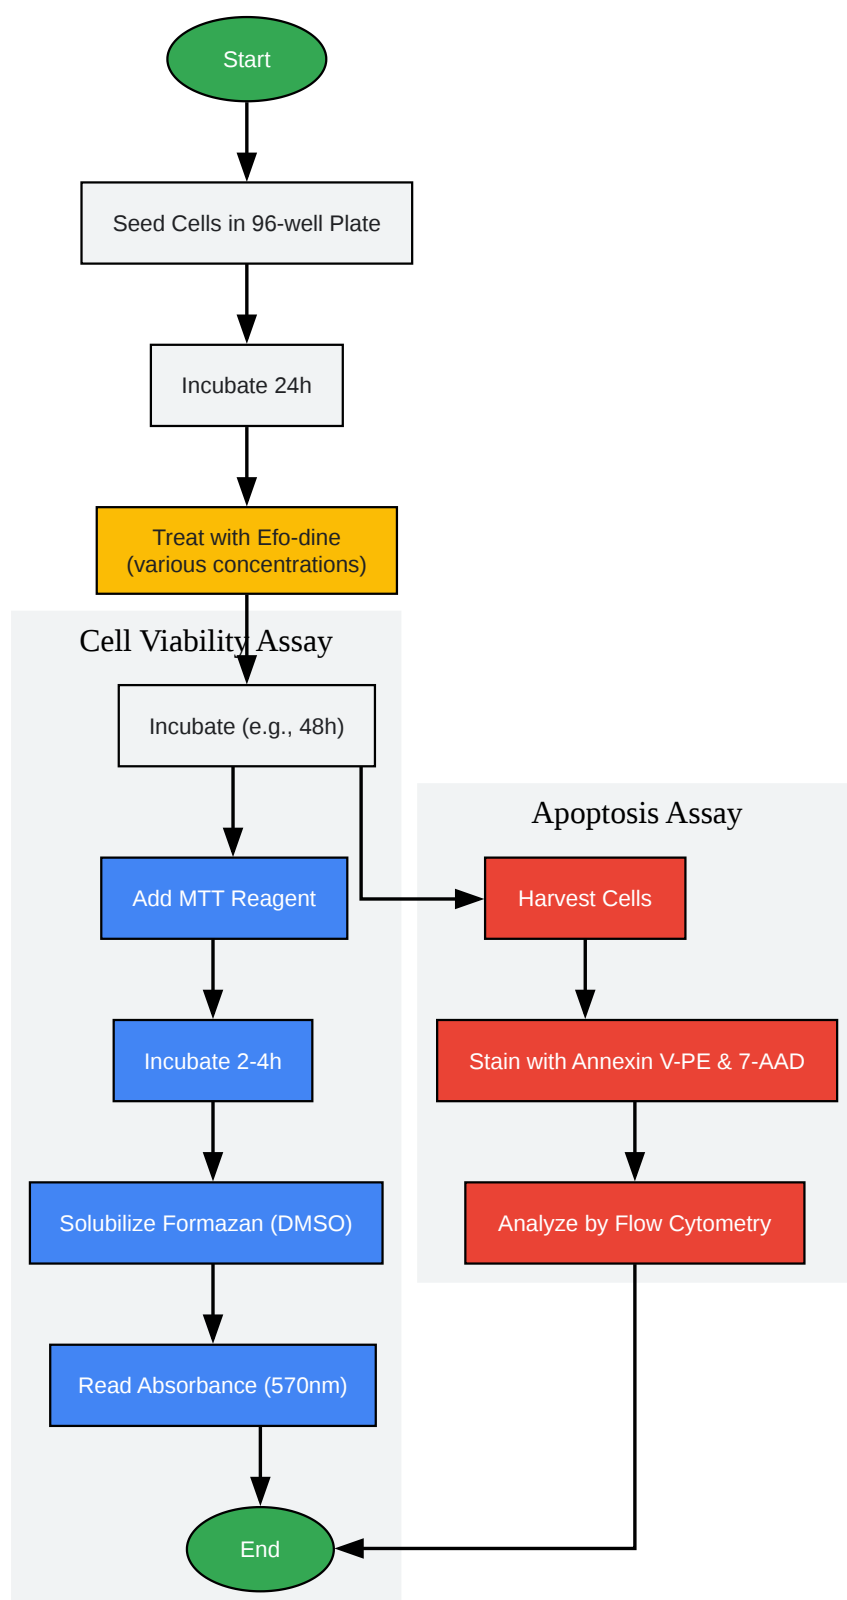 Start
Seed Cells in 96-well Plate
Incubate 24h
Treat with Efo-dine
(various concentrations)
Cell Viability Assay
Incubate (e.g., 48h)
Add MTT Reagent
Incubate 2-4h
Solubilize Formazan (DMSO)
Read Absorbance (570nm)
Apoptosis Assay
Harvest Cells
Stain with Annexin V-PE & 7-AAD
Analyze by Flow Cytometry
End